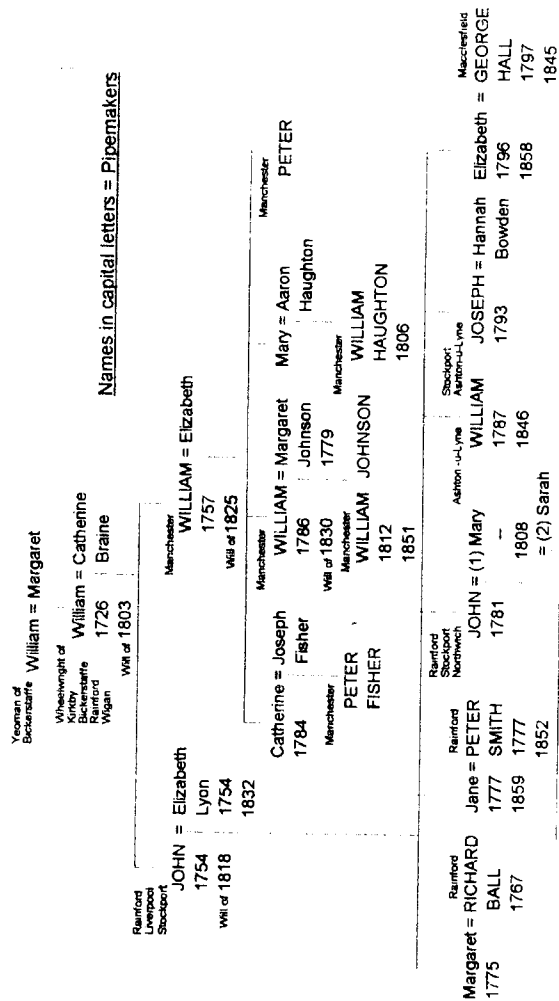 Yeoman of
Bickerstaffe William = Margaret
Names in capital letters = Pipemakers
Wheelwright of
Kirkby
Bickerstaffe
Rainford
Wigan
William = Catherine
1726 Braine
Will of 1803
Rainford
Liverpool
Stockport
JOHN = Elizabeth
1754 Lyon
Will of 1818 1754
1832
Manchester
WILLIAM = Elizabeth
1757
Will of 1825
Catherine = Joseph
1784 Fisher
Manchester
PETER
FISHER
Manchester
WILLIAM = Margaret
1786 Johnson
Will of 1830 1779
Manchester
WILLIAM JOHNSON
1812
1851
Mary = Aaron
Haughton
Manchester
WILLIAM
HAUGHTON
1806
Manchester
PETER
Rainford
Margaret = RICHARD
1775 BALL
1767
Rainford
Jane = PETER
1777 SMITH
1859 1777
1852
Rainford
Stockport
Northwich
JOHN = (1) Mary
1781 --
1808
= (2) Sarah
Ashton-u-Lyne
WILLIAM
1787
1846
Stockport
Ashton-u-Lyne
JOSEPH = Hannah
1793 Bowden
Macclesfield
Elizabeth = GEORGE
1796 HALL
1858 1797
1845